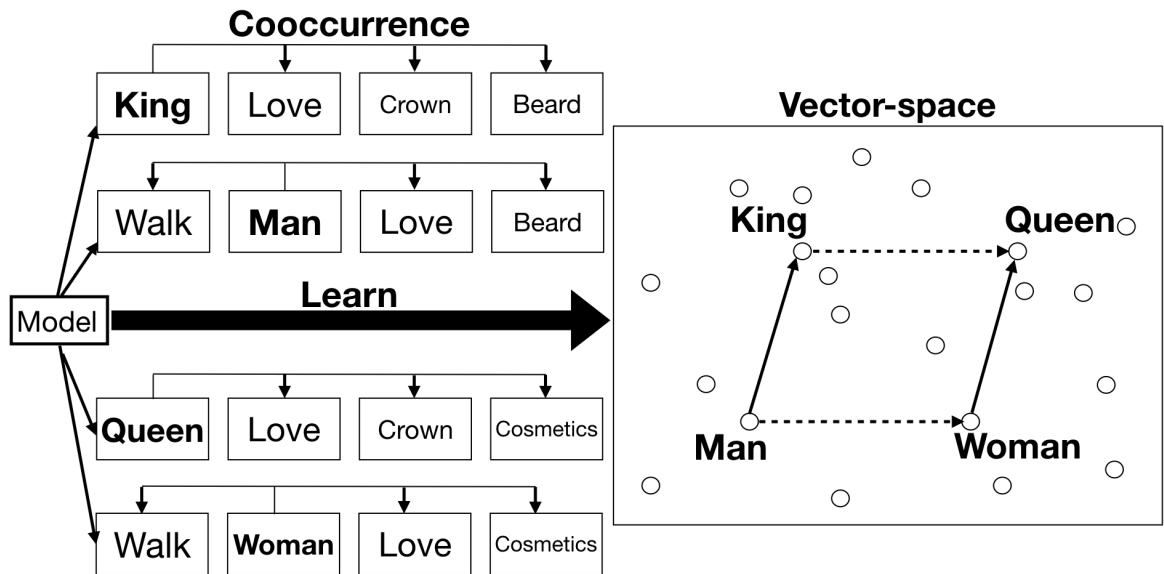 Cooccurrence
King
Love
Crown
Beard
Walk
Man
Love
Beard
Model
Learn
Queen
Love
Crown
Cosmetics
Walk
Woman
Love
Cosmetics
Vector-space
King
Queen
Man
Woman